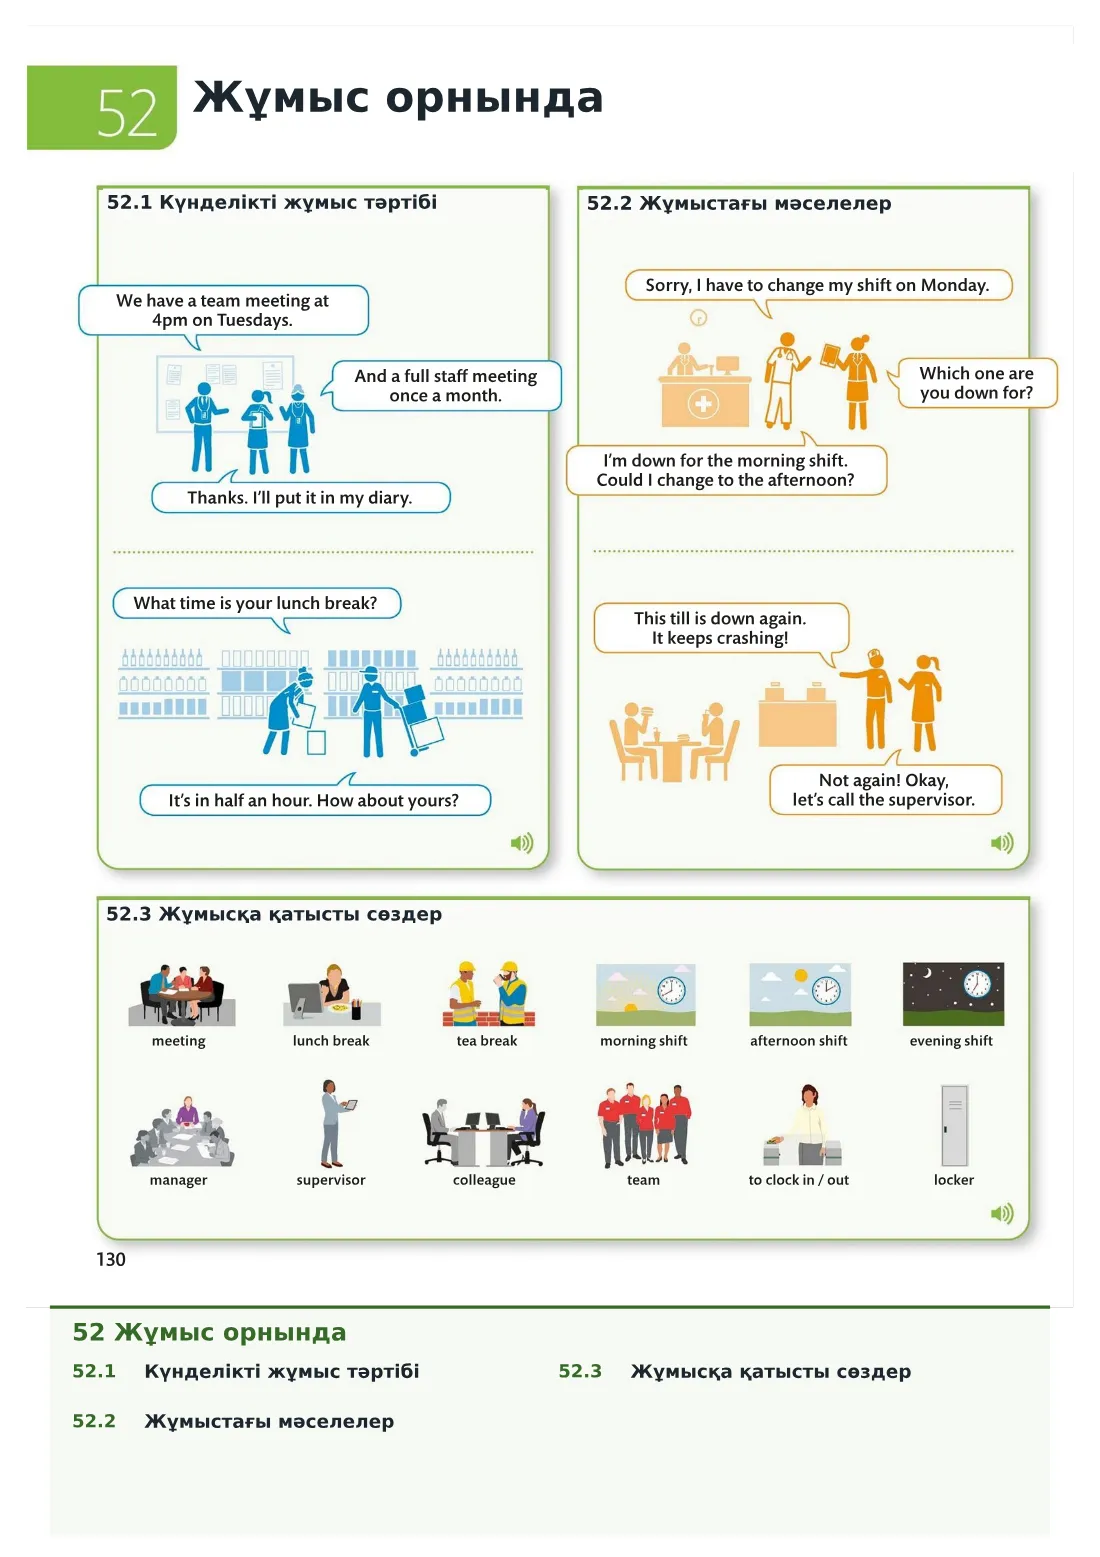 52
Жұмыс орнында
52.1 Күнделікті жұмыс тәртібі
We have a team meeting at
4pm on Tuesdays.
And a full staff meeting
once a month.
Thanks. I'll put it in my diary.
What time is your lunch break?
It's in half an hour. How about yours?
52.2 Жұмыстағы мәселелер
Sorry, I have to change my shift on Monday.
Which one are
you down for?
I'm down for the morning shift.
Could I change to the afternoon?
This till is down again.
It keeps crashing!
Not again! Okay,
let's call the supervisor.
52.3 Жұмысқа қатысты сөздер
meeting
lunch break
tea break
morning shift
afternoon shift
evening shift
manager
supervisor
colleague
team
to clock in / out
locker
130
52 Жұмыс орнында
52.1 Күнделікті жұмыс тәртібі
52.2 Жұмыстағы мәселелер
52.3 Жұмысқа қатысты сөздер